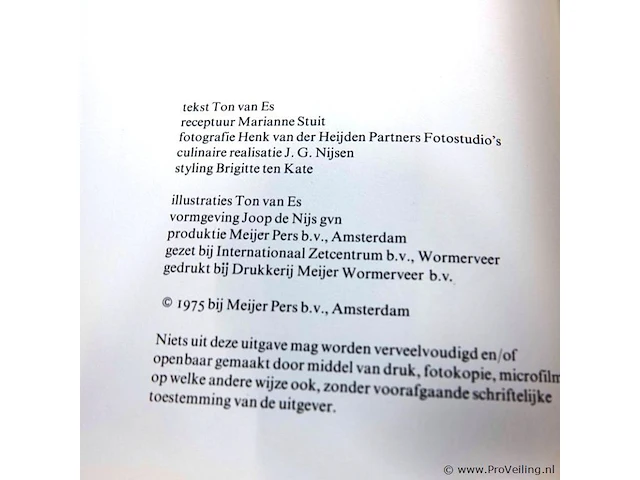 tekst Ton van Es
receptuur Marianne Stuit
fotografie Henk van der Heijden Partners Fotostudio's
culinaire realisatie J. G. Nijsen
styling Brigitte ten Kate
illustraties Ton van Es
vormgeving Joop de Nijs gvn
produktie Meijer Pers b.v., Amsterdam
gezet bij Internationaal Zetcentrum b.v., Wormerveer
gedrukt bij Drukkerij Meijer Wormerveer b.v.
© 1975 bij Meijer Pers b.v., Amsterdam
Niets uit deze uitgave mag worden verveelvoudigd en/of
openbaar gemaakt door middel van druk, fotokopie, microfilm
op welke andere wijze ook, zonder voorafgaande schriftelijke
toestemming van de uitgever.
© www.ProVeiling.nl